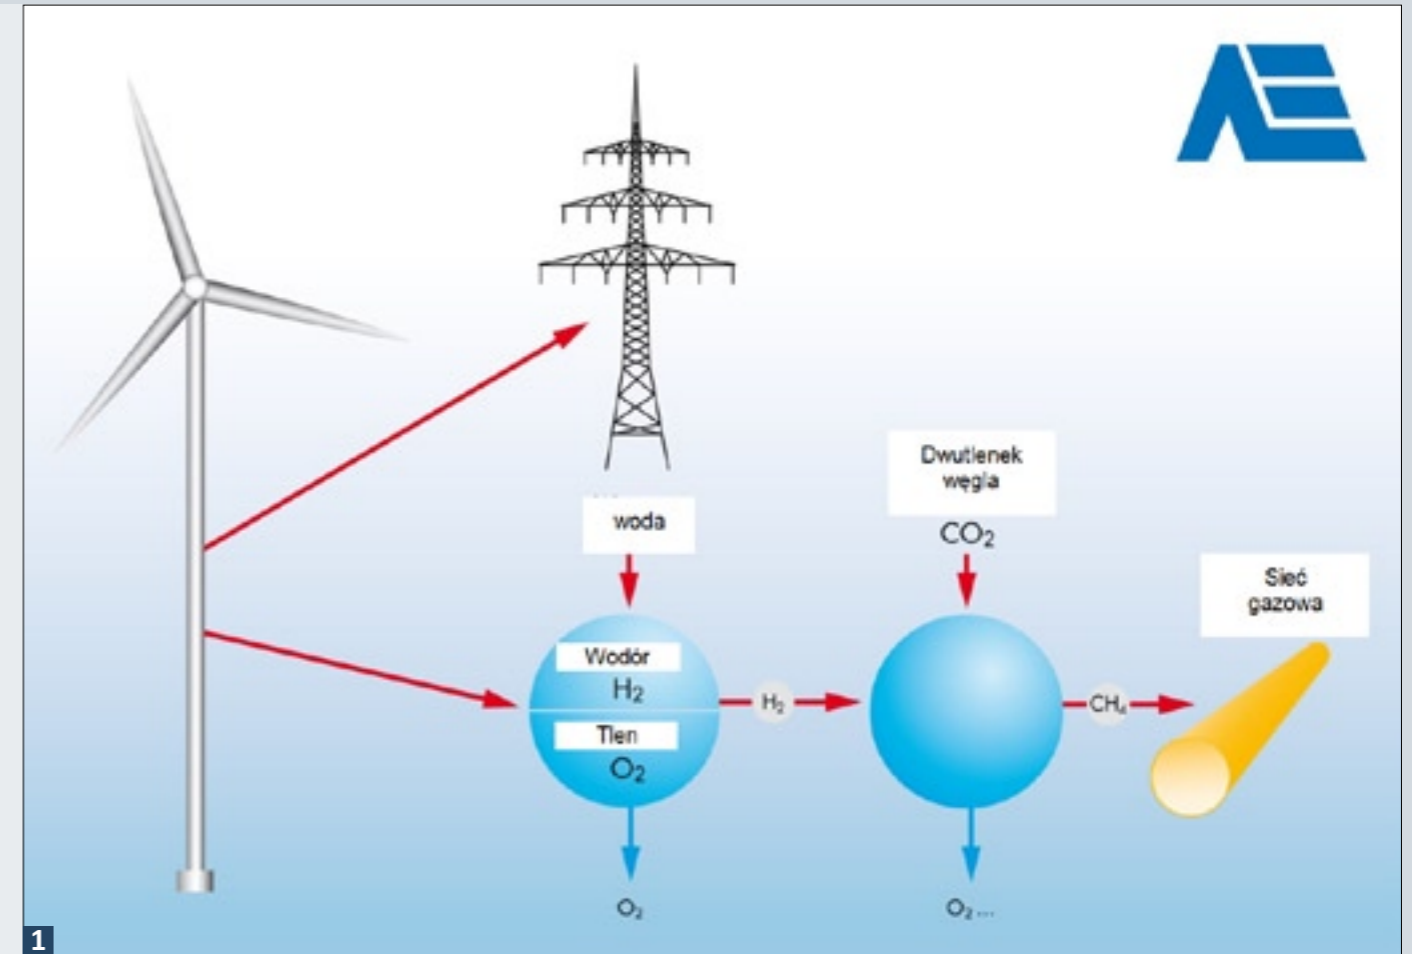 woda
Dwutlenek
węgla
CO₂
Sieć
gazowa
Wodór
H₂
Tlen
O₂
H₂
CH₄
O₂
O₂ ...
1